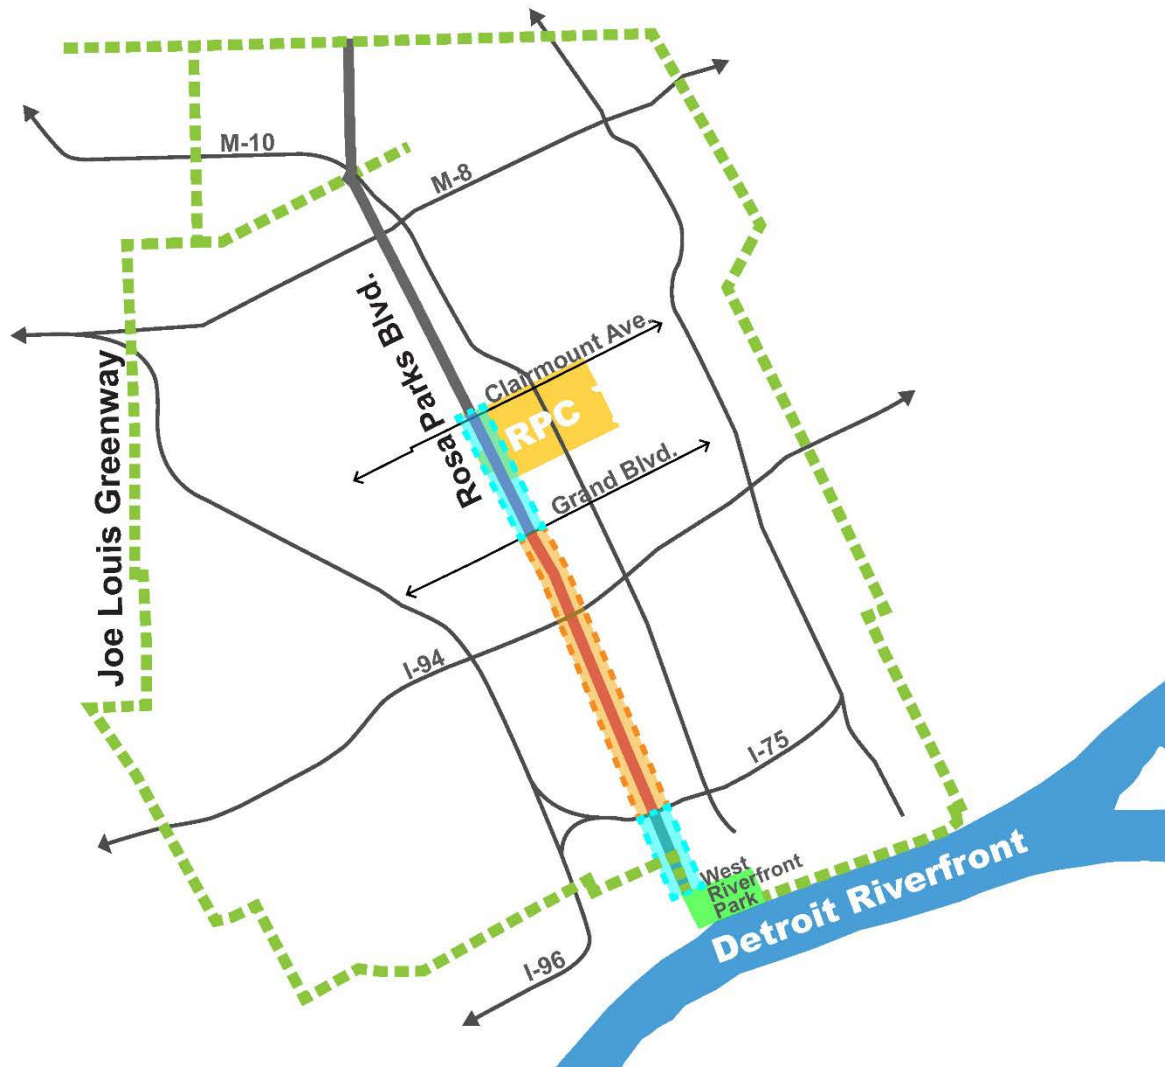 M-10
M-8
Rosa Parks Blvd.
Clairmount Ave.
RPC
Joe Louis Greenway
Grand Blvd.
I-94
I-75
West
Riverfront
Park
Detroit Riverfront
I-96